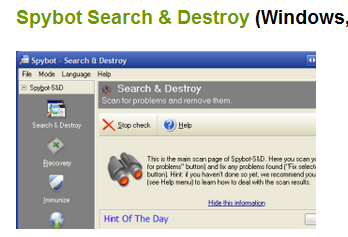 Spybot Search & Destroy (Windows,
Spybot - Search & Destroy
File Mode Language Help
Spybot-S&D
Search & Destroy
Scan for problems and remove them.
Search & Destroy
Stop check
Help
Recovery
This is the main scan page of Spybot-S&D. Here you scan y
for problems" button) and fix any problems found ("Fix selecte
button). Hint: if you haven't done so yet, we recommend you
(see Help menu) to learn how to deal with the scan results.
Immunize
Hide this information
Hint Of The Day